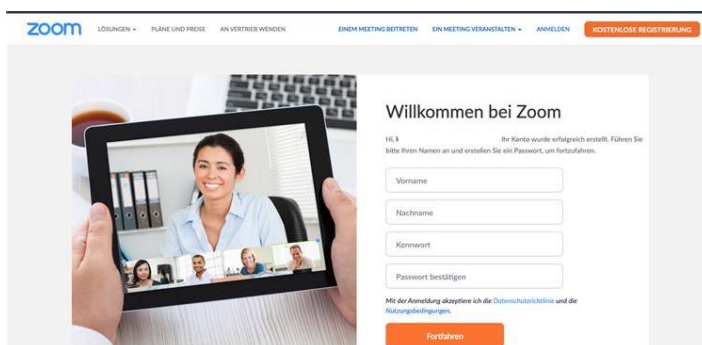 zoom
LÖSUNGEN
PLÄNE UND PREISE
AN VERTRIEB WENDEN
EINEM MEETING BEITRETEN
EIN MEETING VERANSTALTEN
ANMELDEN
KOSTENLOSE REGISTRIERUNG
Willkommen bei Zoom
Hi, Ihr Konto wurde erfolgreich erstellt. Führen Sie
bitte Ihren Namen an und erstellen Sie ein Passwort, um fortzufahren.
Vorname
Nachname
Kennwort
Passwort bestätigen
Mit der Anmeldung akzeptiere ich die Datenschutzrichtlinie und die
Nutzungsbedingungen.
Fortfahren